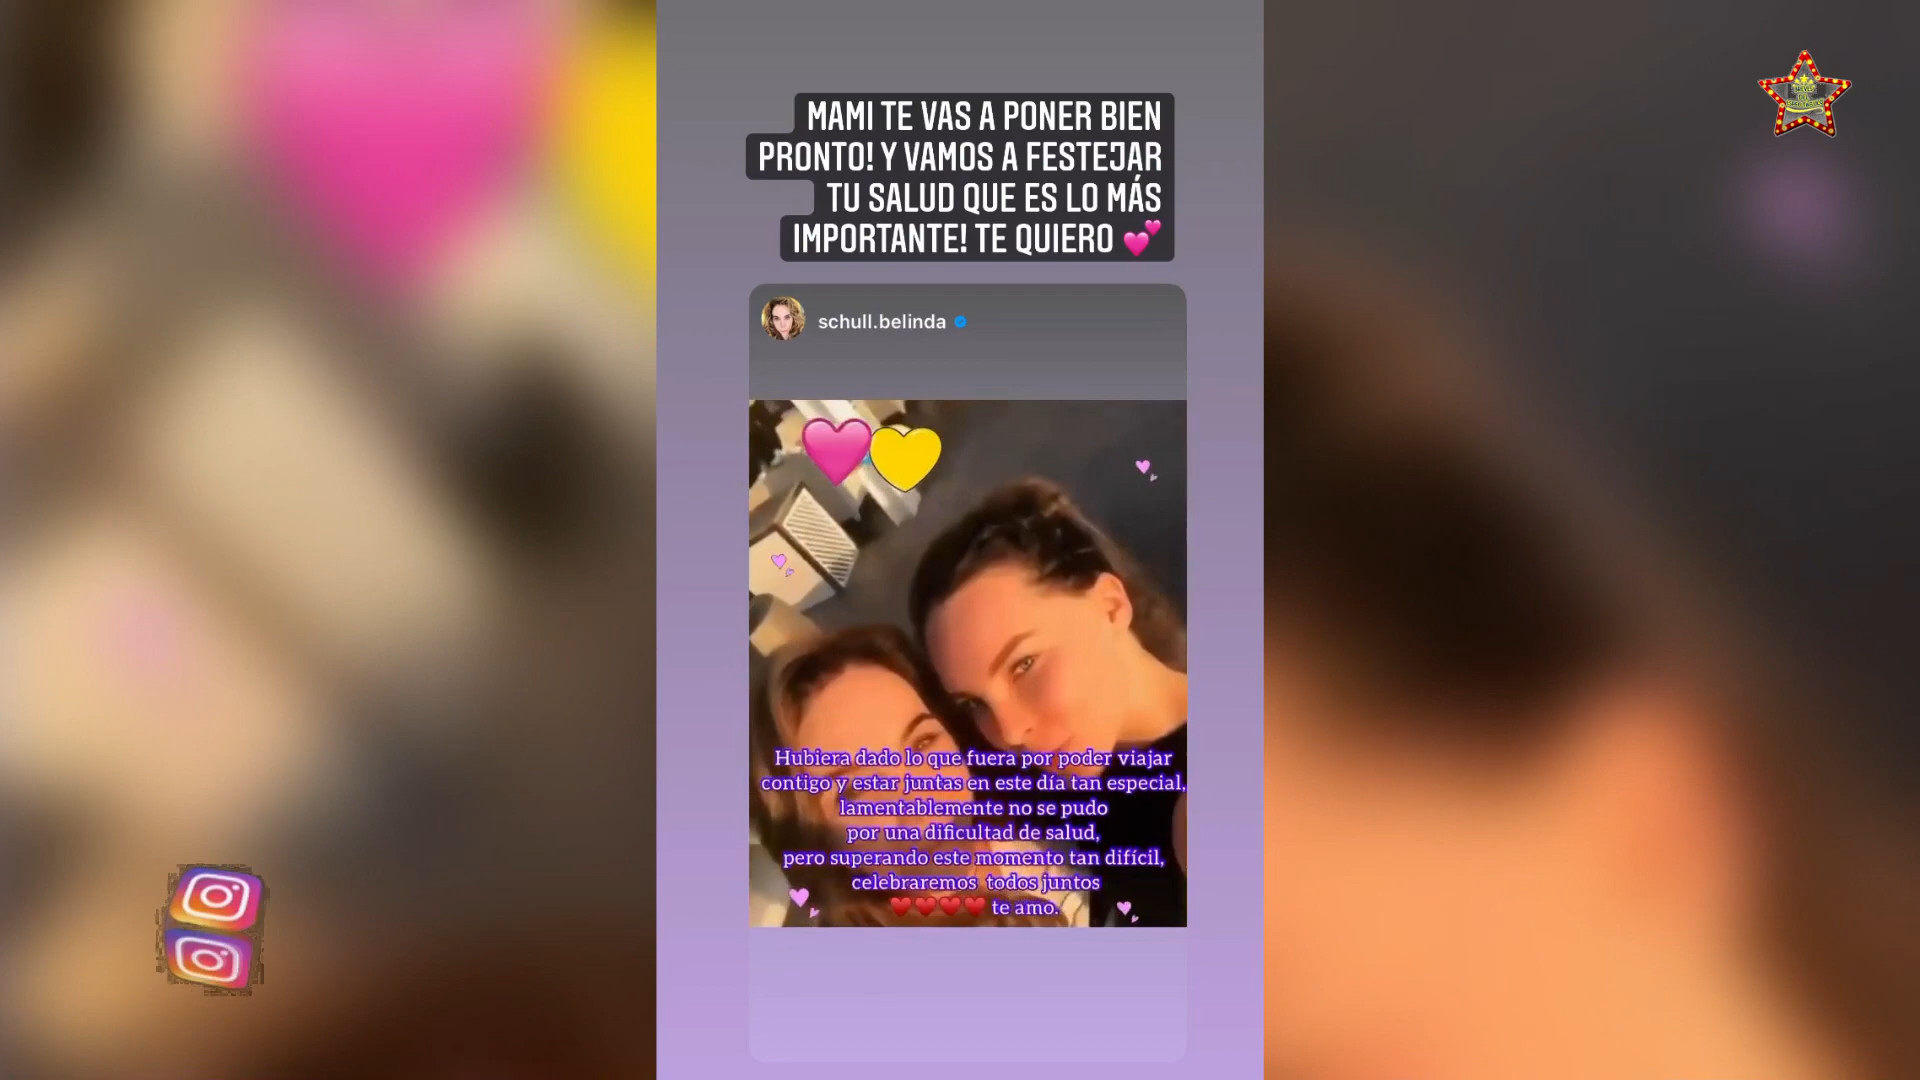 MAMI TE VAS A PONER BIEN
PRONTO! Y VAMOS A FESTEJAR
TU SALUD QUE ES LO MÁS
IMPORTANTE! TE QUIERO 💕
schull.belinda
Hubiera dado lo que fuera por poder viajar
contigo y estar juntas en este día tan especial,
lamentablemente no se pudo
por una dificultad de salud,
pero superando este momento tan difícil,
celebraremos todos juntos
❤️❤️❤️❤️ te amo.